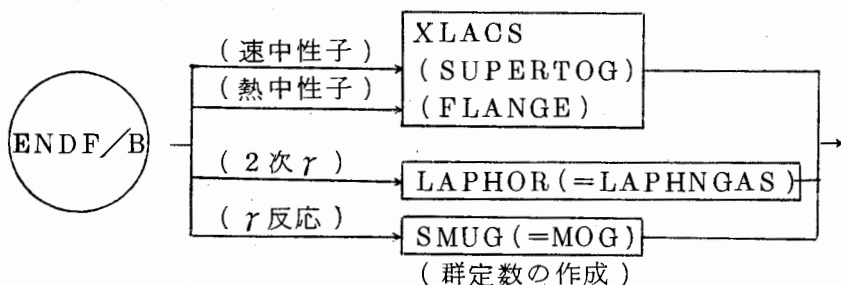 XLACS
(速中性子)
(SUPERTOG)
(熱中性子)
(FLANGE)
ENDF/B
(2次γ)
LAPHOR(=LAPHNGAS)
(γ反応)
SMUG(=MOG)
(群定数の作成)